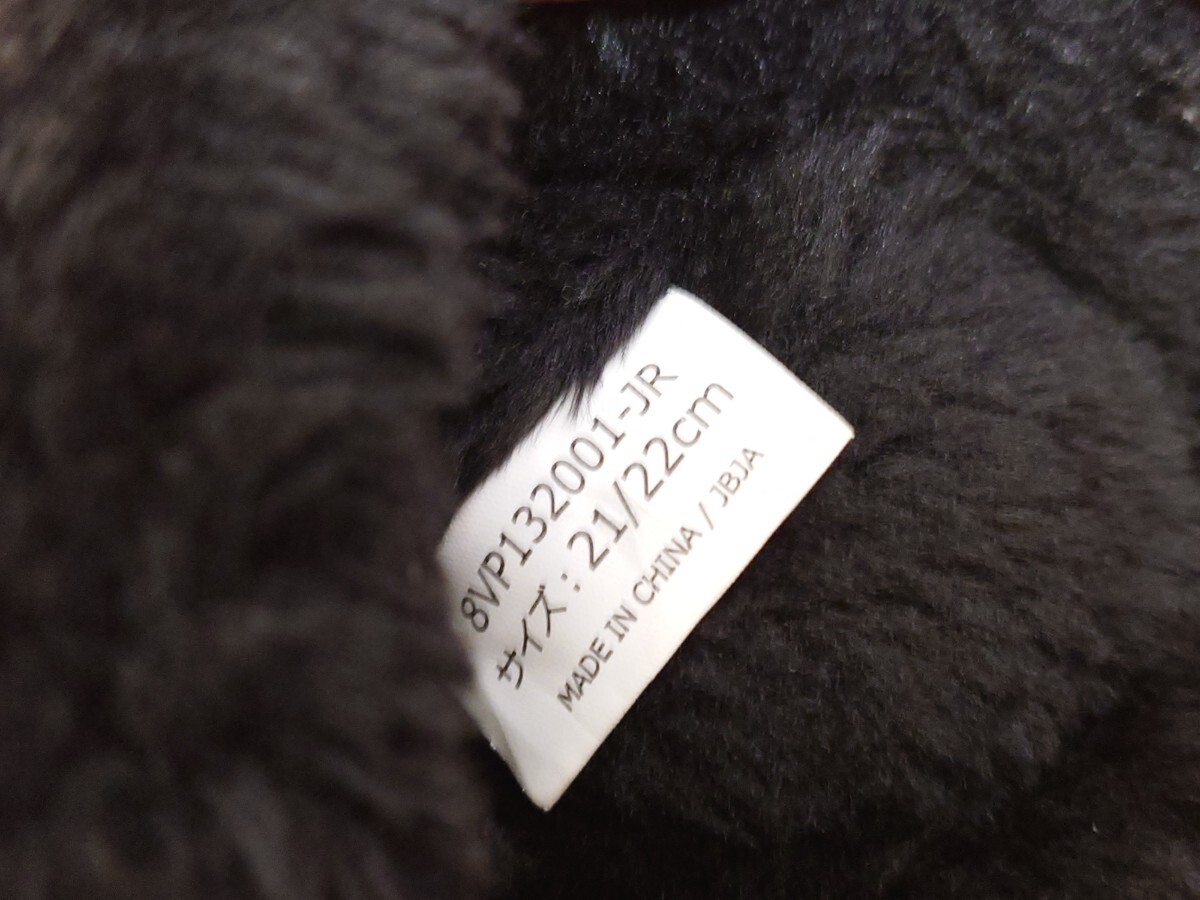 8VP132001-JR
サイズ：21/22cm
MADE IN CHINA / JBJA